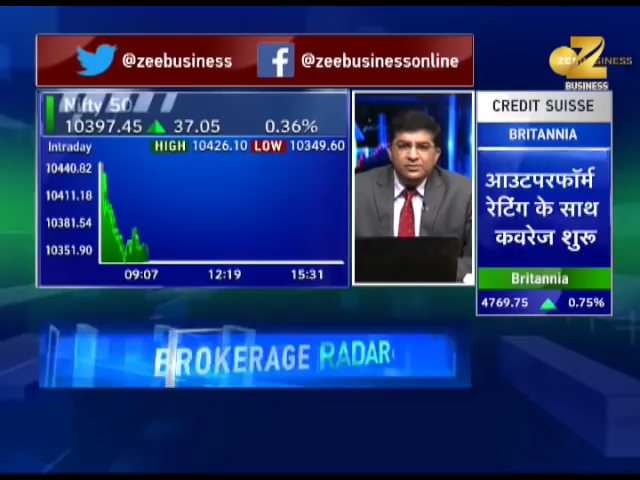 @zeebusiness @zeebusinessonline
ZEE BUSINESS
BUSINESS
Nifty 50
10397.45 37.05 0.36%
Intraday HIGH 10426.10 LOW 10349.60
10440.82
10411.18
10381.54
10351.90
09:07 12:19 15:31
CREDIT SUISSE
BRITANNIA
आउटपरफॉर्म
रेटिंग के साथ
कवरेज शुरू
Britannia
4769.75 0.75%
BROKERAGE RADAR